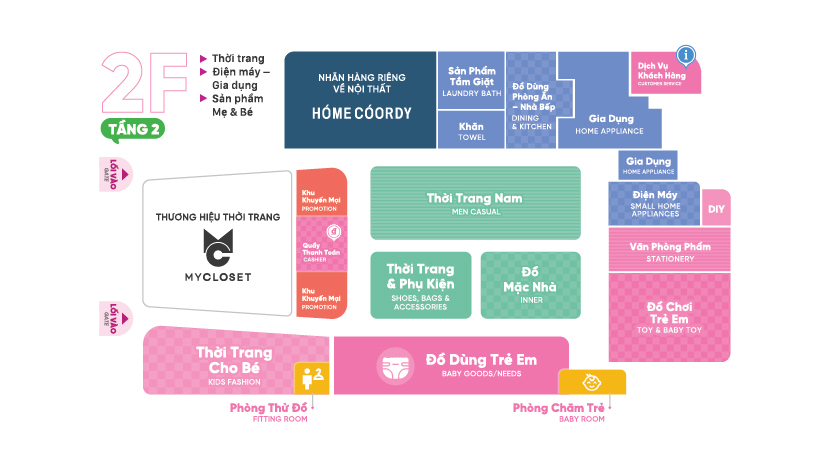 2F
Thời trang
Điện máy –
Gia dụng
Sản phẩm
Mẹ & Bé
TẦNG 2
NHÃN HÀNG RIÊNG
VỀ NỘI THẤT
HÓME CÓORDY
Sản Phẩm
Tắm Giặt
LAUNDRY BATH
Khăn
TOWEL
Đồ Dùng
Phòng Ăn
– Nhà Bếp
DINING
& KITCHEN
Gia Dụng
HOME APPLIANCE
Dịch Vụ
Khách Hàng
CUSTOMER SERVICE
i
LỐI VÀO
GATE
THƯƠNG HIỆU THỜI TRANG
MC
MYCLOSET
Khu
Khuyến Mại
PROMOTION
Quầy
Thanh Toán
CASHIER
Khu
Khuyến Mại
PROMOTION
Thời Trang Nam
MEN CASUAL
Thời Trang
& Phụ Kiện
SHOES, BAGS &
ACCESSORIES
Đồ
Mặc Nhà
INNER
Gia Dụng
HOME APPLIANCE
Điện Máy
SMALL HOME
APPLIANCES
DIY
Văn Phòng Phẩm
STATIONERY
Đồ Chơi
Trẻ Em
TOY & BABY TOY
LỐI VÀO
GATE
Thời Trang
Cho Bé
KIDS FASHION
Đồ Dùng Trẻ Em
BABY GOODS/NEEDS
Phòng Thử Đồ
FITTING ROOM
Phòng Chăm Trẻ
BABY ROOM